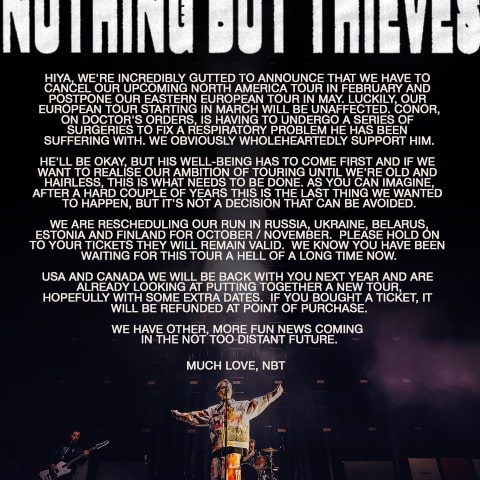 NOTHING BUT THIEVES
HIYA, WE'RE INCREDIBLY GUTTED TO ANNOUNCE THAT WE HAVE TO
CANCEL OUR UPCOMING NORTH AMERICA TOUR IN FEBRUARY AND
POSTPONE OUR EASTERN EUROPEAN TOUR IN MAY. LUCKILY, OUR
EUROPEAN TOUR STARTING IN MARCH WILL BE UNAFFECTED. CONOR,
ON DOCTOR'S ORDERS, IS HAVING TO UNDERGO A SERIES OF
SURGERIES TO FIX A RESPIRATORY PROBLEM HE HAS BEEN
SUFFERING WITH. WE OBVIOUSLY WHOLEHEARTEDLY SUPPORT HIM.
HE'LL BE OKAY, BUT HIS WELL-BEING HAS TO COME FIRST AND IF WE
WANT TO REALISE OUR AMBITION OF TOURING UNTIL WE'RE OLD AND
HAIRLESS, THIS IS WHAT NEEDS TO BE DONE. AS YOU CAN IMAGINE,
AFTER A HARD COUPLE OF YEARS THIS IS THE LAST THING WE WANTED
TO HAPPEN, BUT IT'S NOT A DECISION THAT CAN BE AVOIDED.
WE ARE RESCHEDULING OUR RUN IN RUSSIA, UKRAINE, BELARUS,
ESTONIA AND FINLAND FOR OCTOBER / NOVEMBER. PLEASE HOLD ON
TO YOUR TICKETS THEY WILL REMAIN VALID. WE KNOW YOU HAVE BEEN
WAITING FOR THIS TOUR A HELL OF A LONG TIME NOW.
USA AND CANADA WE WILL BE BACK WITH YOU NEXT YEAR AND ARE
ALREADY LOOKING AT PUTTING TOGETHER A NEW TOUR,
HOPEFULLY WITH SOME EXTRA DATES. IF YOU BOUGHT A TICKET, IT
WILL BE REFUNDED AT POINT OF PURCHASE.
WE HAVE OTHER, MORE FUN NEWS COMING
IN THE NOT TOO DISTANT FUTURE.
MUCH LOVE, NBT